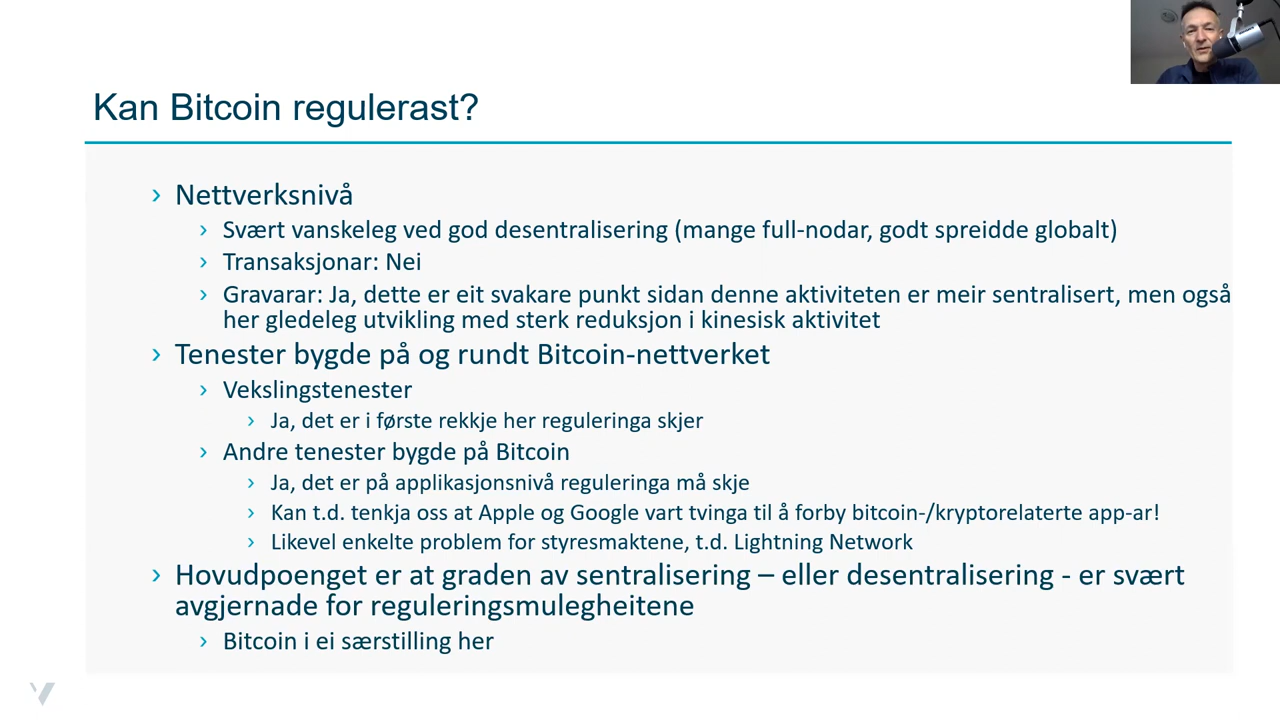 Kan Bitcoin regulerast?
› Nettverksnivå
› Svært vanskeleg ved god desentralisering (mange full-nodar, godt spreidde globalt)
› Transaksjonar: Nei
› Gravarar: Ja, dette er eit svakare punkt sidan denne aktiviteten er meir sentralisert, men også
her gledeleg utvikling med sterk reduksjon i kinesisk aktivitet
› Tenester bygde på og rundt Bitcoin-nettverket
› Vekslingstenester
› Ja, det er i første rekkje her reguleringa skjer
› Andre tenester bygde på Bitcoin
› Ja, det er på applikasjonsnivå reguleringa må skje
› Kan t.d. tenkja oss at Apple og Google vart tvinga til å forby bitcoin-/kryptorelaterte app-ar!
› Likevel enkelte problem for styresmaktene, t.d. Lightning Network
› Hovudpoenget er at graden av sentralisering – eller desentralisering - er svært
avgjernade for reguleringsmulegheitene
› Bitcoin i ei særstilling her